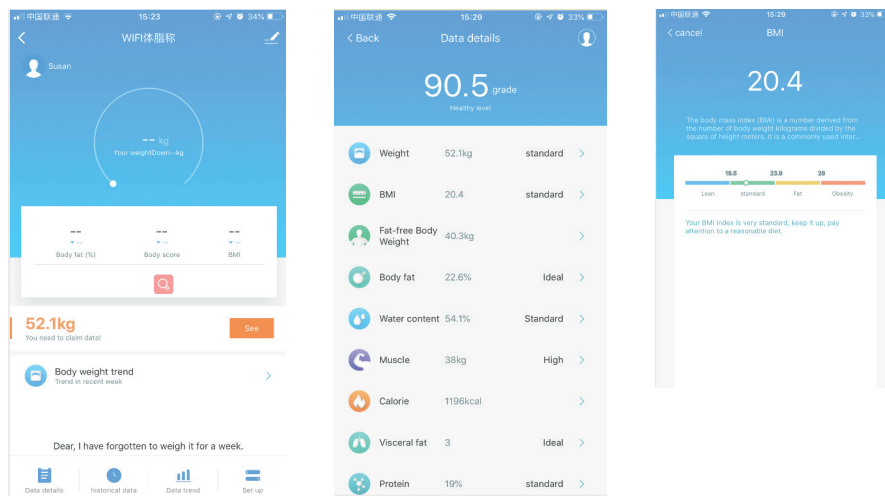 中国联通 15:23 34%
WIFI体脂称
Susan
-- kg
Your weightDown--kg
-- -- --
-- -- --
Body fat (%) Body score BMI
52.1kg
You need to claim data!
See
Body weight trend
Trend in recent week
Dear, I have forgotten to weigh it for a week.
Data details historical data Data trend Set up
中国联通 15:29 33%
Back Data details
90.5 grade
Healthy level
Weight 52.1kg standard
BMI 20.4 standard
Fat-free Body
Weight 40.3kg
Body fat 22.6% Ideal
Water content 54.1% Standard
Muscle 38kg High
Calorie 1196kcal
Visceral fat 3 Ideal
Protein 19% standard
中国联通 15:29 33%
cancel BMI
20.4
The body mass index (BMI) is a number derived from
the number of body weight kilograms divided by the
square of height meters. It is a commonly used inter...
18.5 23.9 28
Lean standard Fat Obesity
Your BMI index is very standard, keep it up, pay
attention to a reasonable diet.